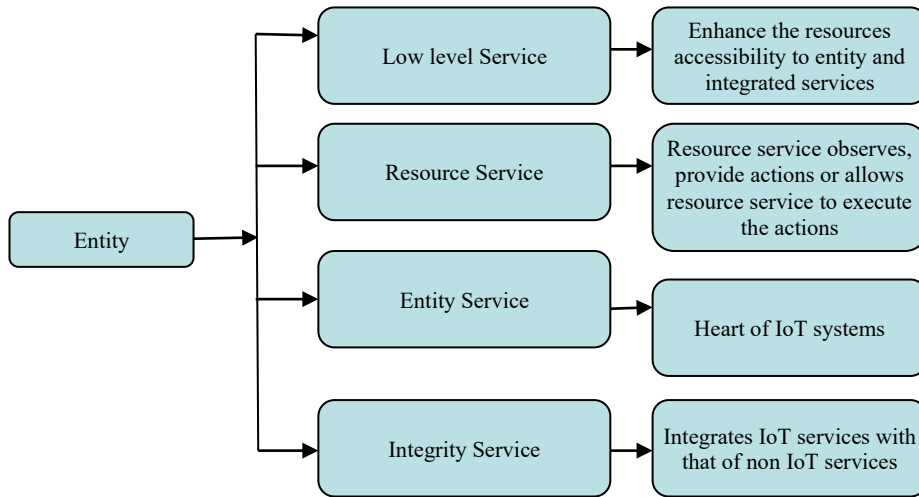 Low level Service
Enhance the resources
accessibility to entity and
integrated services
Resource Service
Resource service observes,
provide actions or allows
resource service to execute
the actions
Entity
Entity Service
Heart of IoT systems
Integrity Service
Integrates IoT services with
that of non IoT services